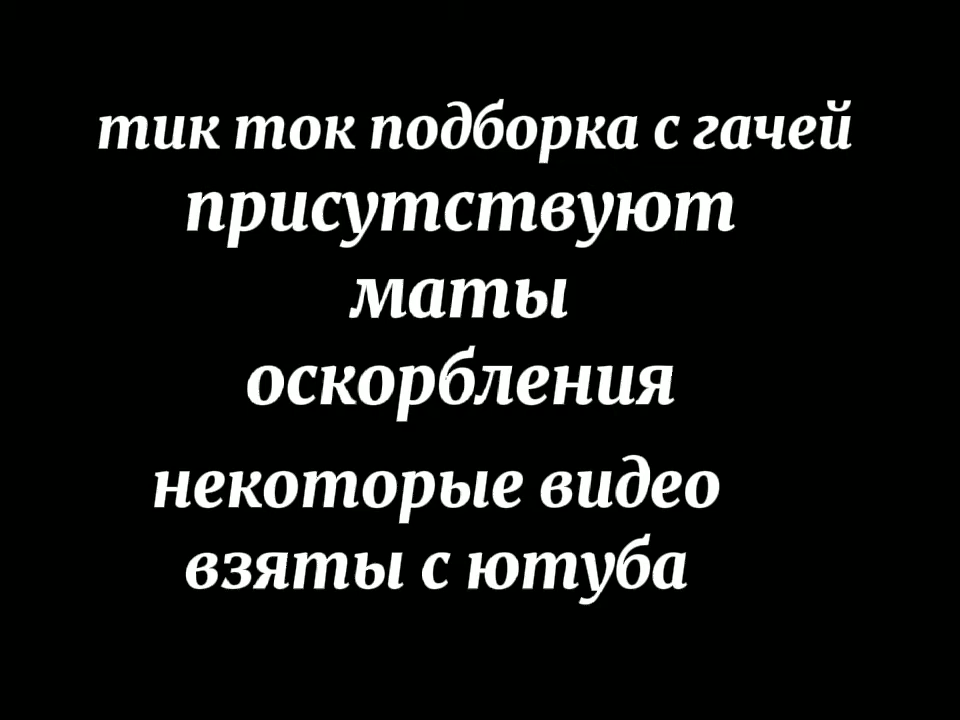 тик ток подборка с гачей
присутствуют
маты
оскорбления
некоторые видео
взяты с ютуба